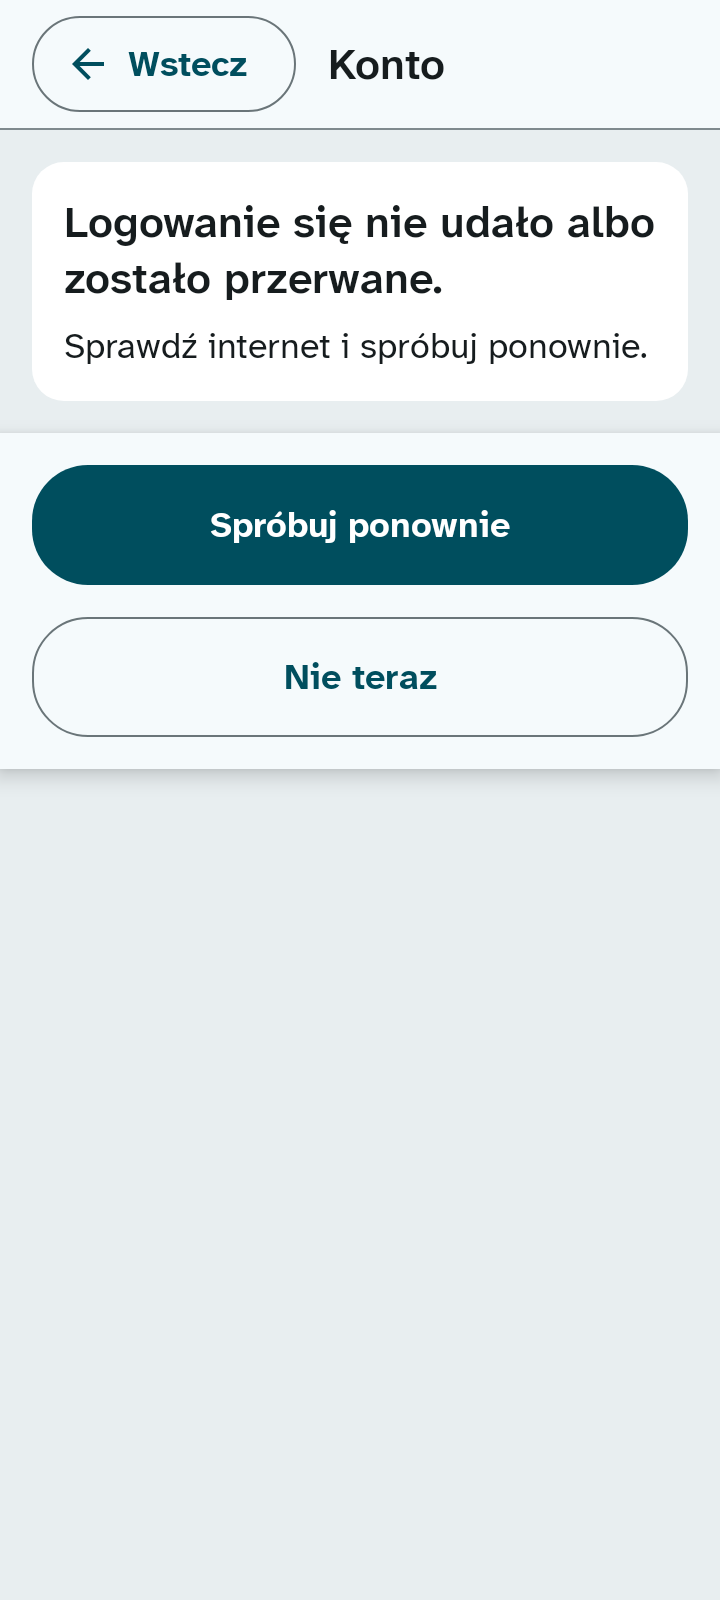 Wstecz
Konto
Logowanie się nie udało albo
zostało przerwane.
Sprawdź internet i spróbuj ponownie.
Spróbuj ponownie
Nie teraz